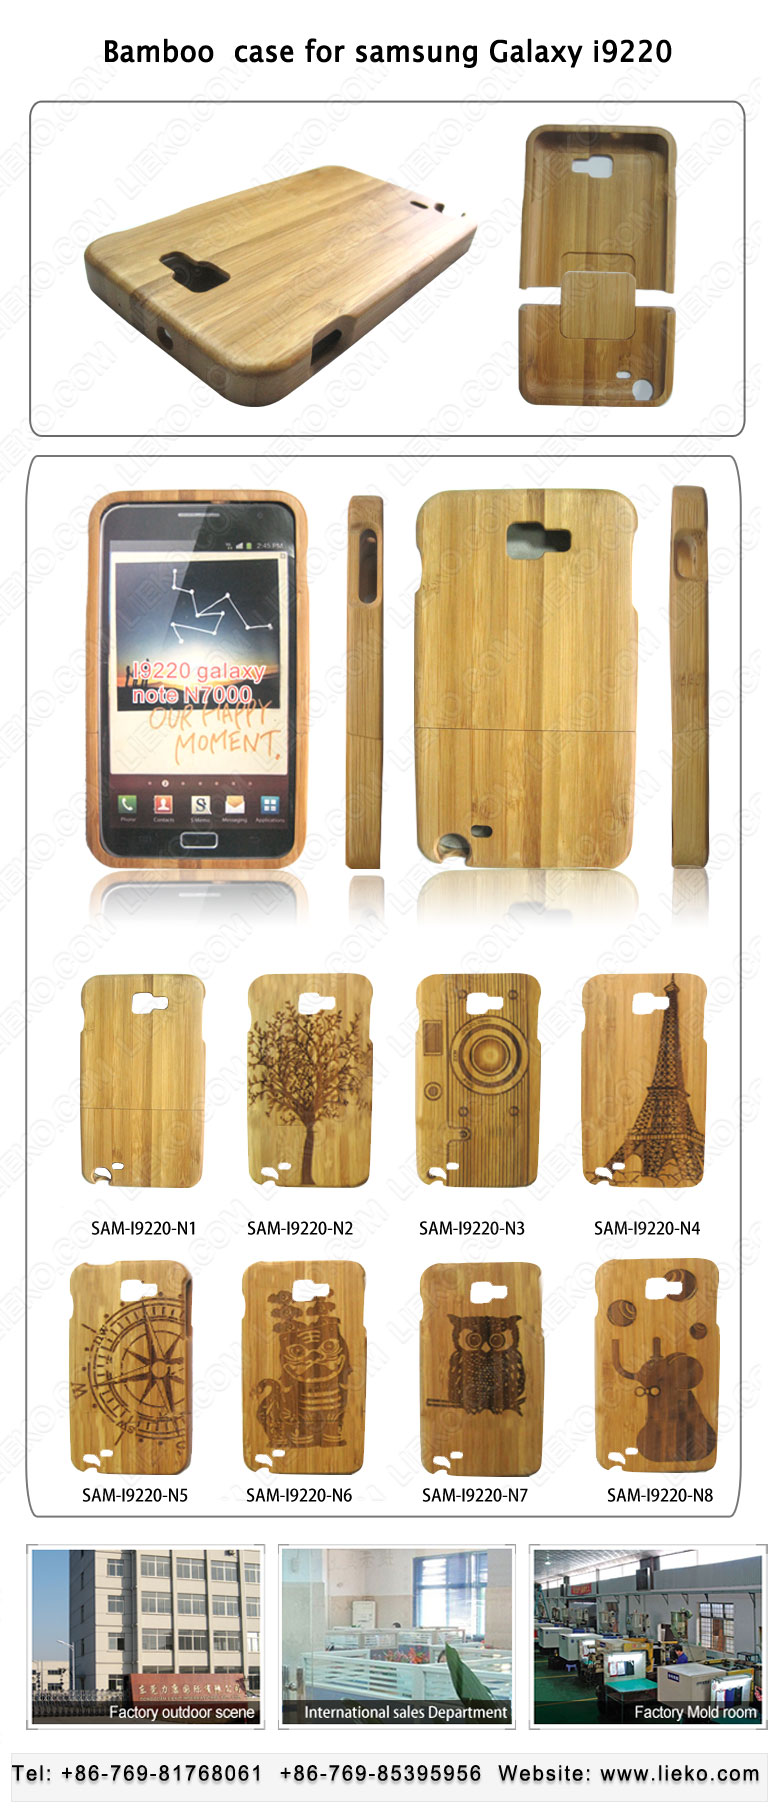 Bamboo case for samsung Galaxy i9220
2:45 PM
I9220 galaxy
note N7000
OUR HAPPY
MOMENT.
Phone Contacts S Memo Messaging Applications
SAM-I9220-N1 SAM-I9220-N2 SAM-I9220-N3 SAM-I9220-N4
W SW
SAM-I9220-N5 SAM-I9220-N6 SAM-I9220-N7 SAM-I9220-N8
Factory outdoor scene International sales Department Factory Mold room
Tel: +86-769-81768061 +86-769-85395956 Website: www.lieko.com
LIEKO.COM